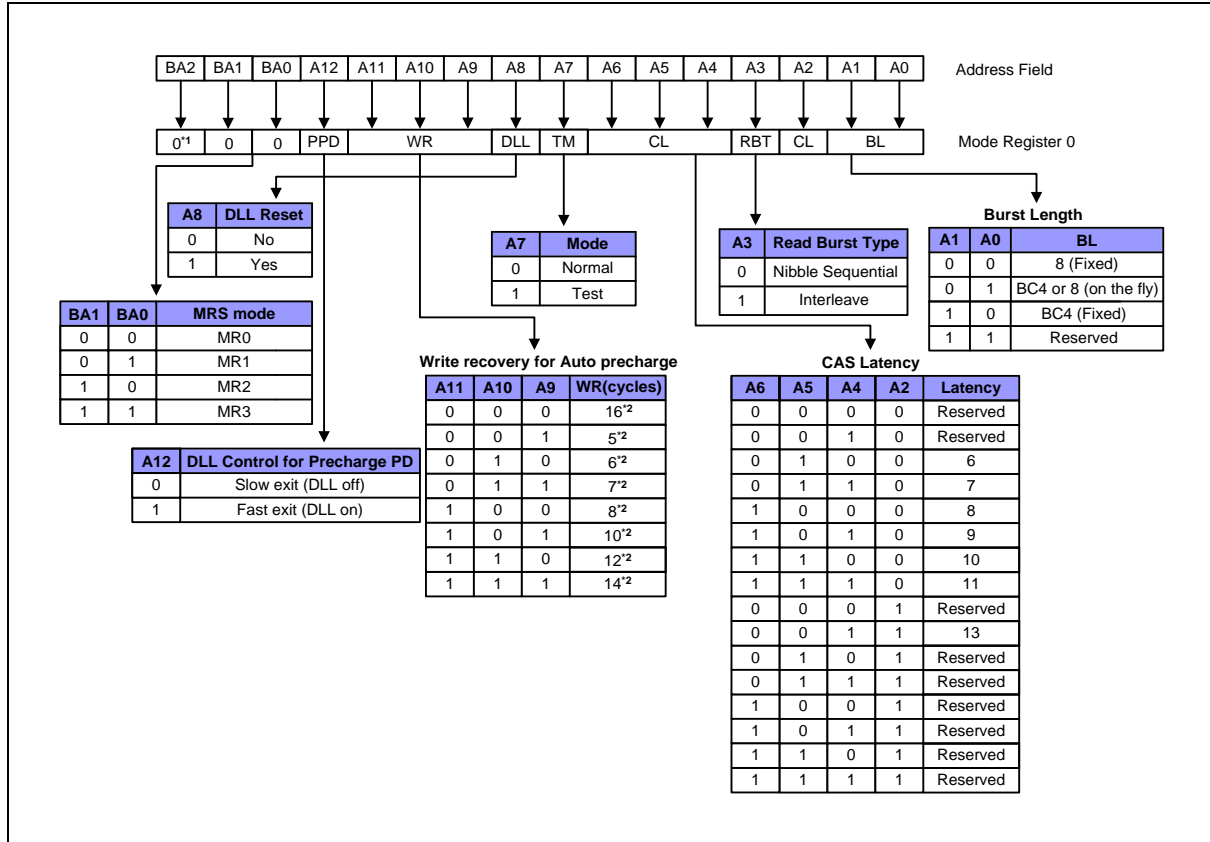 BA2 BA1 BA0 A12 A11 A10 A9 A8 A7 A6 A5 A4 A3 A2 A1 A0 Address Field
0*1 0 0 PPD WR DLL TM CL RBT CL BL Mode Register 0
A8 DLL Reset
0 No
1 Yes
A7 Mode
0 Normal
1 Test
A3 Read Burst Type
0 Nibble Sequential
1 Interleave
Burst Length
A1 A0 BL
0 0 8 (Fixed)
0 1 BC4 or 8 (on the fly)
1 0 BC4 (Fixed)
1 1 Reserved
BA1 BA0 MRS mode
0 0 MR0
0 1 MR1
1 0 MR2
1 1 MR3
A12 DLL Control for Precharge PD
0 Slow exit (DLL off)
1 Fast exit (DLL on)
Write recovery for Auto precharge
A11 A10 A9 WR(cycles)
0 0 0 16*2
0 0 1 5*2
0 1 0 6*2
0 1 1 7*2
1 0 0 8*2
1 0 1 10*2
1 1 0 12*2
1 1 1 14*2
CAS Latency
A6 A5 A4 A2 Latency
0 0 0 0 Reserved
0 0 1 0 Reserved
0 1 0 0 6
0 1 1 0 7
1 0 0 0 8
1 0 1 0 9
1 1 0 0 10
1 1 1 0 11
0 0 0 1 Reserved
0 0 1 1 13
0 1 0 1 Reserved
0 1 1 1 Reserved
1 0 0 1 Reserved
1 0 1 1 Reserved
1 1 0 1 Reserved
1 1 1 1 Reserved